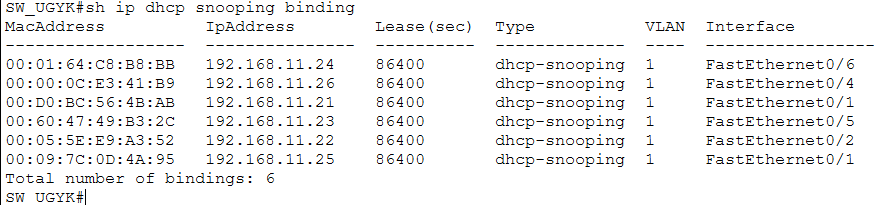 SW_UGYK#sh ip dhcp snooping binding
MacAddress          IpAddress        Lease(sec)  Type           VLAN  Interface
------------------  ---------------  ----------  -------------  ----  -----------------
00:01:64:C8:B8:BB   192.168.11.24    86400       dhcp-snooping  1     FastEthernet0/6
00:00:0C:E3:41:B9   192.168.11.26    86400       dhcp-snooping  1     FastEthernet0/4
00:D0:BC:56:4B:AB   192.168.11.21    86400       dhcp-snooping  1     FastEthernet0/1
00:60:47:49:B3:2C   192.168.11.23    86400       dhcp-snooping  1     FastEthernet0/5
00:05:5E:E9:A3:52   192.168.11.22    86400       dhcp-snooping  1     FastEthernet0/2
00:09:7C:0D:4A:95   192.168.11.25    86400       dhcp-snooping  1     FastEthernet0/1
Total number of bindings: 6
SW_UGYK#